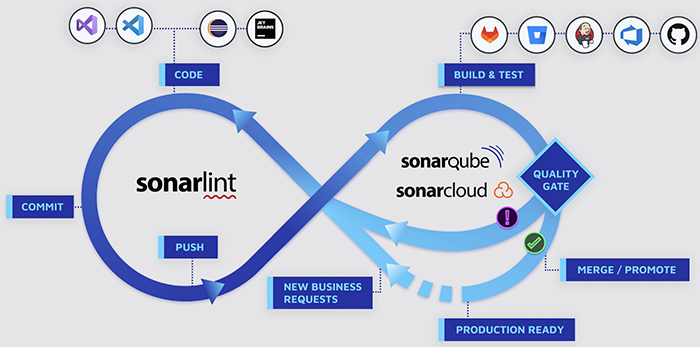 JET
BRAINS
CODE
BUILD & TEST
sonarlint
sonarqube
sonarcloud
QUALITY
GATE
COMMIT
PUSH
NEW BUSINESS
REQUESTS
MERGE / PROMOTE
PRODUCTION READY